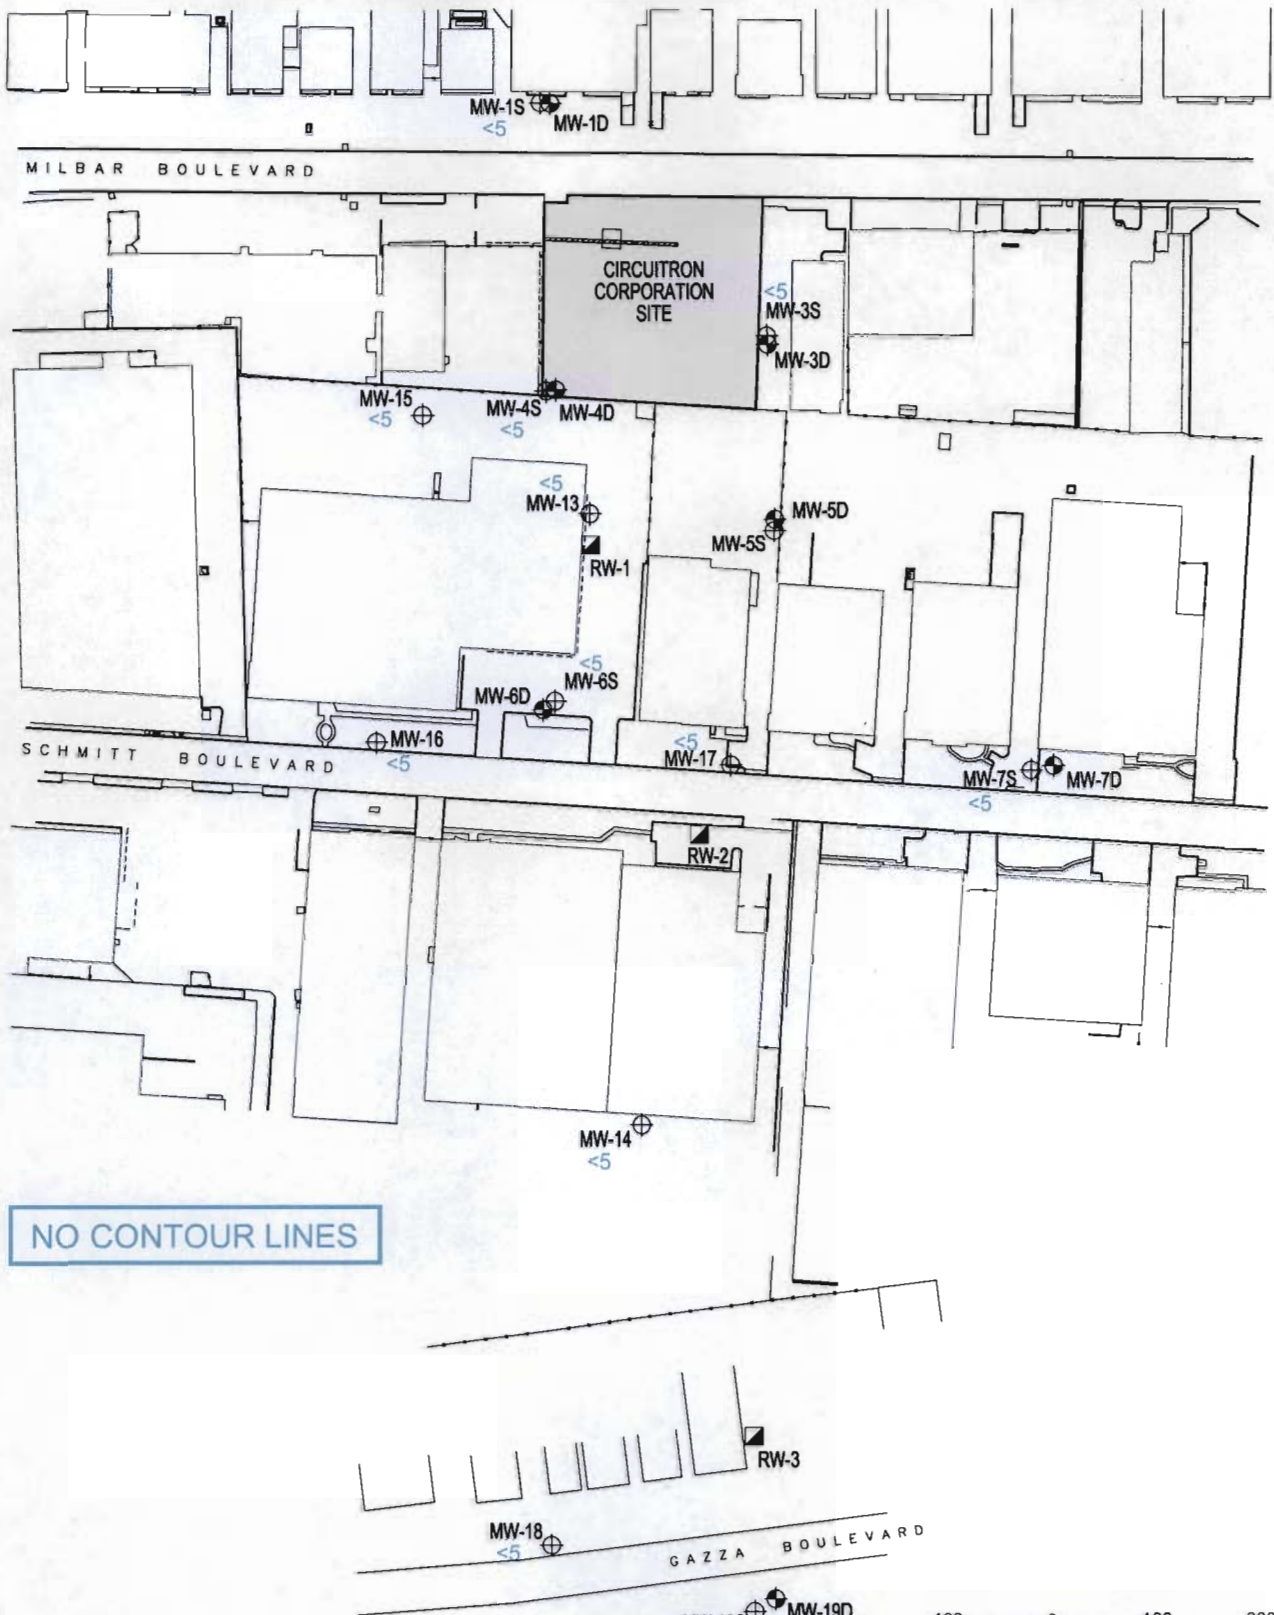 MW-1S
<5
MW-1D
MILBAR BOULEVARD
CIRCUITRON
CORPORATION
SITE
<5
MW-3S
MW-3D
MW-15
<5
MW-4S
<5
MW-4D
<5
MW-13
RW-1
MW-5D
MW-5S
<5
MW-6S
MW-6D
MW-16
<5
<5
MW-17
MW-7S
<5
MW-7D
SCHMITT BOULEVARD
RW-2
MW-14
<5
NO CONTOUR LINES
RW-3
MW-18
<5
GAZZA BOULEVARD
MW-19D